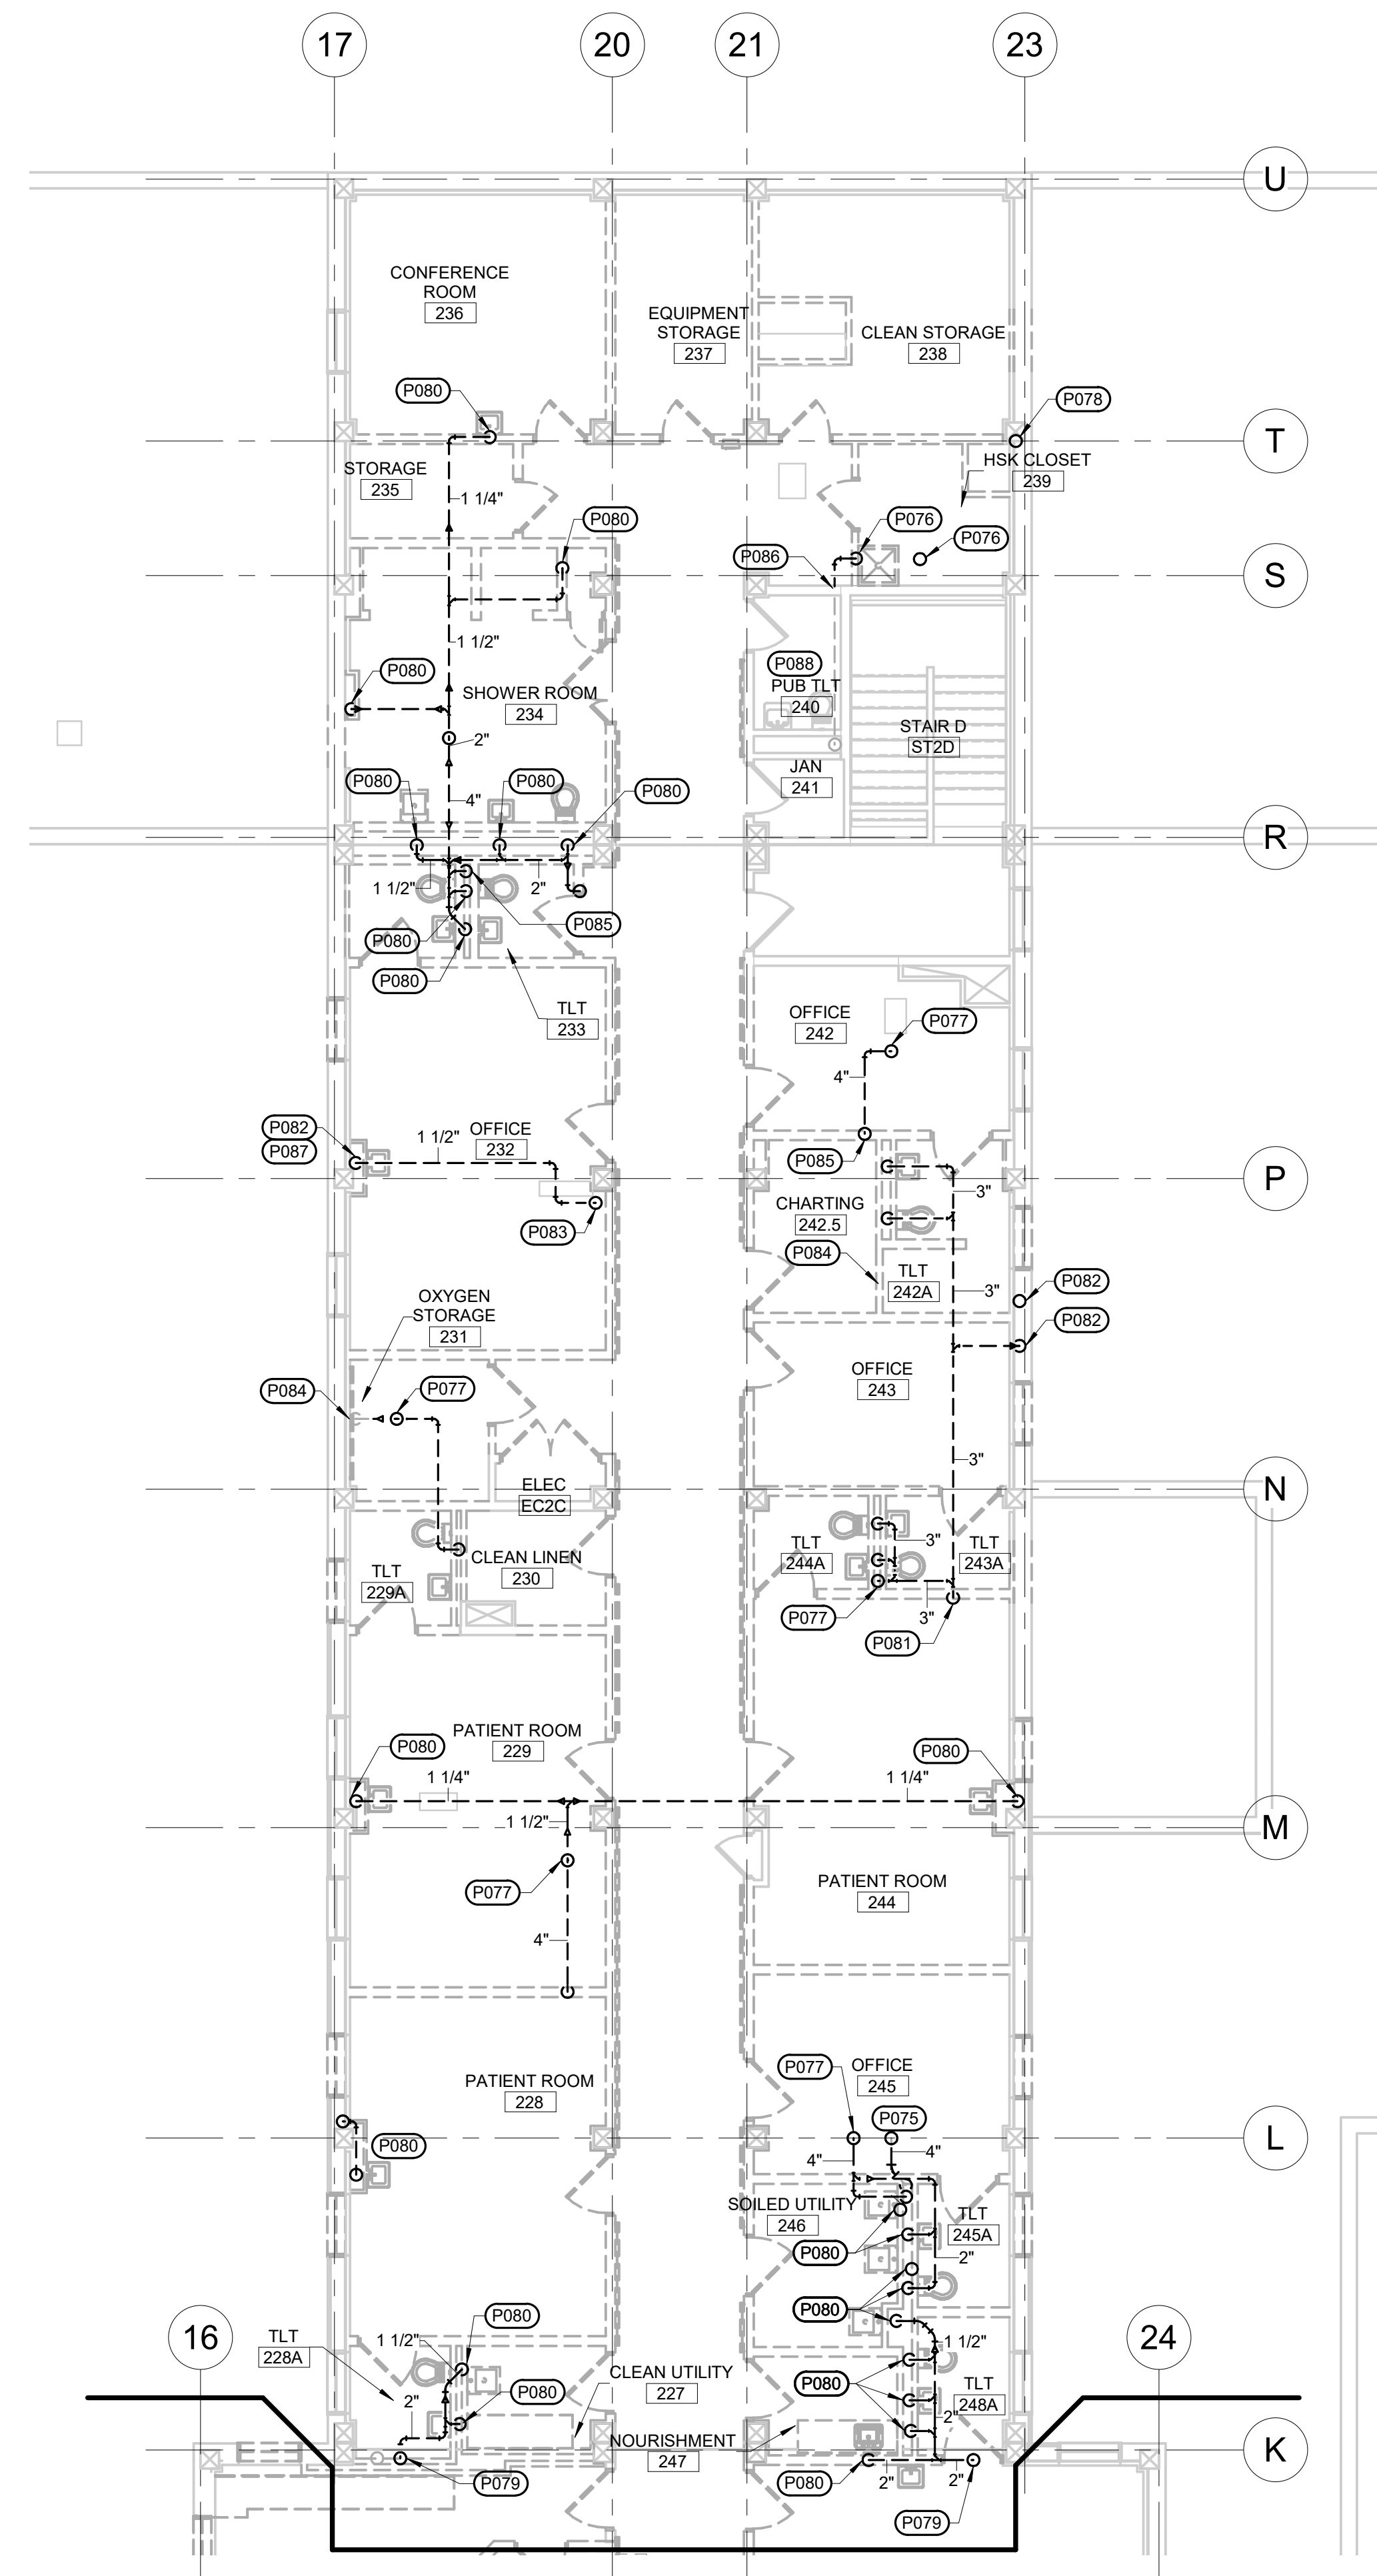 17
20
21
23
U
CONFERENCE
ROOM
236
EQUIPMENT
STORAGE
237
CLEAN STORAGE
238
P080
P078
T
STORAGE
235
HSK CLOSET
239
1 1/4"
P080
P076
P076
P086
S
1 1/2"
P080
SHOWER ROOM
234
P088
PUB TLT
240
STAIR D
ST2D
2"
JAN
241
P080
P080
P080
4"
R
1 1/2"
2"
P085
P080
P080
TLT
233
OFFICE
242
P077
4"
P082
P087
1 1/2"
OFFICE
232
P085
P
3"
CHARTING
242.5
P083
P084
TLT
242A
P082
3"
P082
OXYGEN
STORAGE
231
P084
P077
OFFICE
243
3"
N
ELEC
EC2C
TLT
244A
3"
TLT
243A
CLEAN LINEN
230
TLT
229A
P077
3"
P081
PATIENT ROOM
229
P080
P080
1 1/4"
1 1/4"
1 1/2"
M
P077
PATIENT ROOM
244
4"
P077
OFFICE
245
PATIENT ROOM
228
P075
P080
4"
4"
L
SOILED UTILITY
246
TLT
245A
P080
2"
P080
16
24
TLT
228A
1 1/2"
P080
1 1/2"
CLEAN UTILITY
227
P080
TLT
248A
2"
P080
2"
NOURISHMENT
247
K
P079
P080
2"
2"
P079